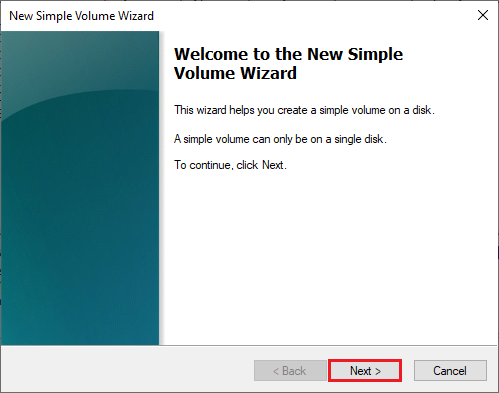 New Simple Volume Wizard
Welcome to the New Simple
Volume Wizard
This wizard helps you create a simple volume on a disk.
A simple volume can only be on a single disk.
To continue, click Next.
< Back
Next >
Cancel